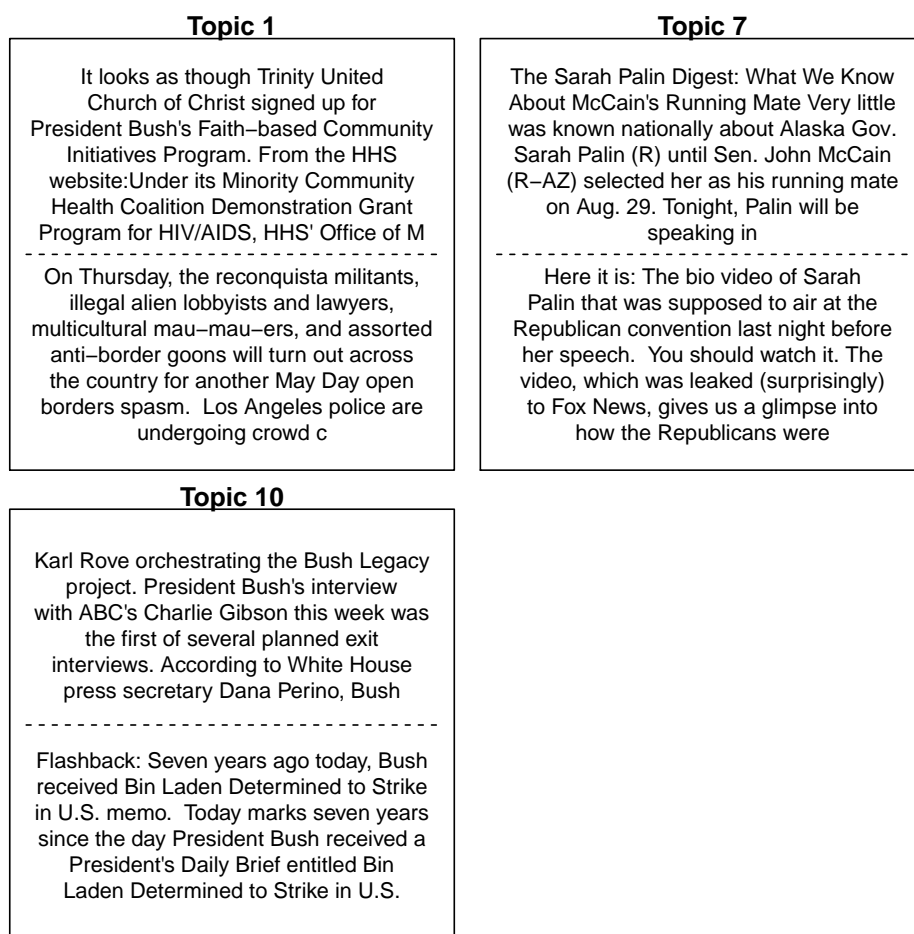 Topic 1
It looks as though Trinity United
Church of Christ signed up for
President Bush's Faith−based Community
Initiatives Program. From the HHS
website:Under its Minority Community
Health Coalition Demonstration Grant
Program for HIV/AIDS, HHS' Office of M
On Thursday, the reconquista militants,
illegal alien lobbyists and lawyers,
multicultural mau−mau−ers, and assorted
anti−border goons will turn out across
the country for another May Day open
borders spasm.  Los Angeles police are
undergoing crowd c
Topic 7
The Sarah Palin Digest: What We Know
About McCain's Running Mate Very little
was known nationally about Alaska Gov.
Sarah Palin (R) until Sen. John McCain
(R−AZ) selected her as his running mate
on Aug. 29. Tonight, Palin will be
speaking in
Here it is: The bio video of Sarah
Palin that was supposed to air at the
Republican convention last night before
her speech.  You should watch it. The
video, which was leaked (surprisingly)
to Fox News, gives us a glimpse into
how the Republicans were
Topic 10
Karl Rove orchestrating the Bush Legacy
project. President Bush's interview
with ABC's Charlie Gibson this week was
the first of several planned exit
interviews. According to White House
press secretary Dana Perino, Bush
Flashback: Seven years ago today, Bush
received Bin Laden Determined to Strike
in U.S. memo.  Today marks seven years
since the day President Bush received a
President's Daily Brief entitled Bin
Laden Determined to Strike in U.S.